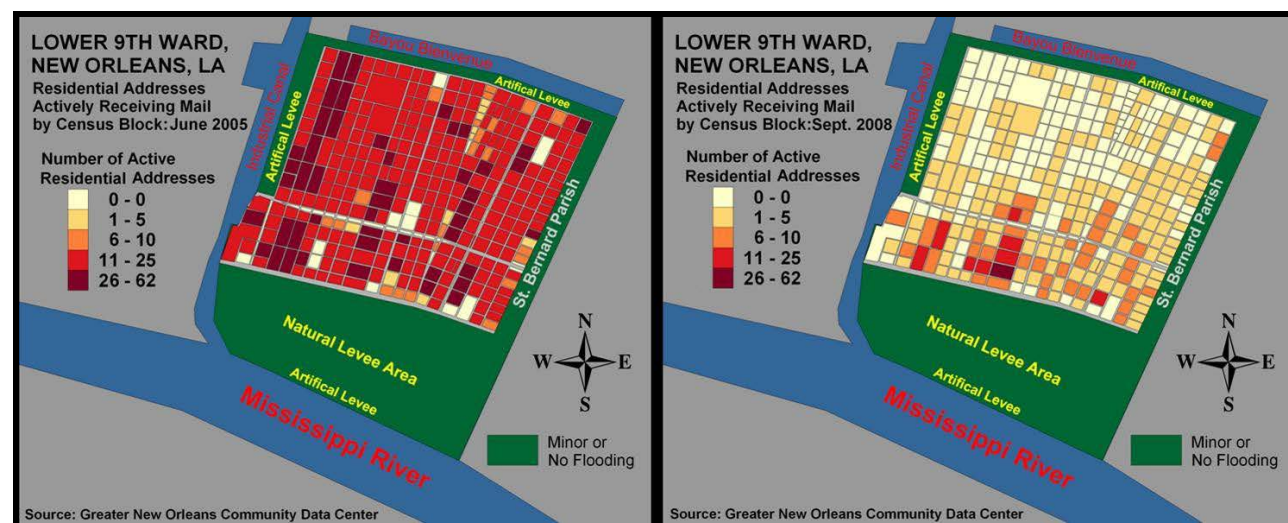 LOWER 9TH WARD,
NEW ORLEANS, LA
Residential Addresses
Actively Receiving Mail
by Census Block:June 2005
Number of Active
Residential Addresses
0 - 0
1 - 5
6 - 10
11 - 25
26 - 62
Industrial Canal
Artifical Levee
Bayou Bienvenue
Artifical Levee
St. Bernard Parish
Natural Levee Area
Artifical Levee
Mississippi River
N
W
E
S
Minor or
No Flooding
Source: Greater New Orleans Community Data Center
LOWER 9TH WARD,
NEW ORLEANS, LA
Residential Addresses
Actively Receiving Mail
by Census Block:Sept. 2008
Number of Active
Residential Addresses
0 - 0
1 - 5
6 - 10
11 - 25
26 - 62
Industrial Canal
Artifical Levee
Bayou Bienvenue
Artifical Levee
St. Bernard Parish
Natural Levee Area
Artifical Levee
Mississippi River
N
W
E
S
Minor or
No Flooding
Source: Greater New Orleans Community Data Center